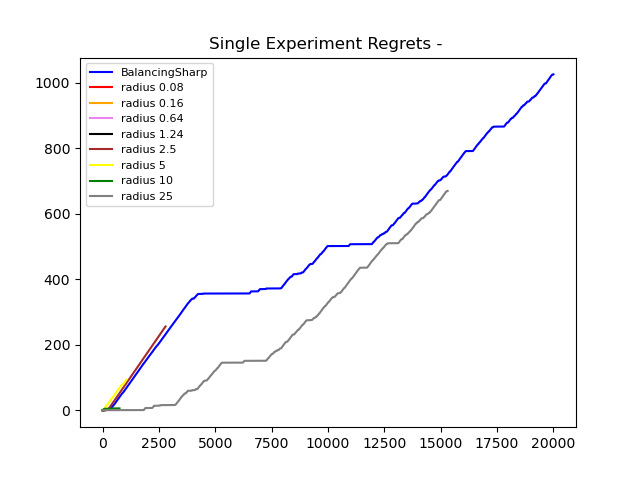 Single Experiment Regrets -
BalancingSharp
radius 0.08
radius 0.16
radius 0.64
radius 1.24
radius 2.5
radius 5
radius 10
radius 25
1000
800
600
400
200
0
0 2500 5000 7500 10000 12500 15000 17500 20000